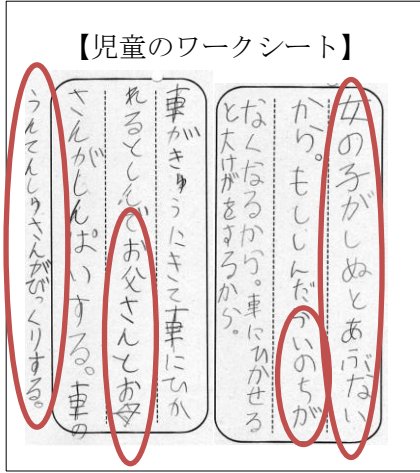 【児童のワークシート】
女の子がしぬとあぶない
から。もししんだらいのちが
なくなるから。車にひかせる
と大けがをするから。
車がきゅうにきて車にひか
れるとしんでお父さんとお母
さんがしんぱいする。車の
うんてんしゅさんがびっくりする。